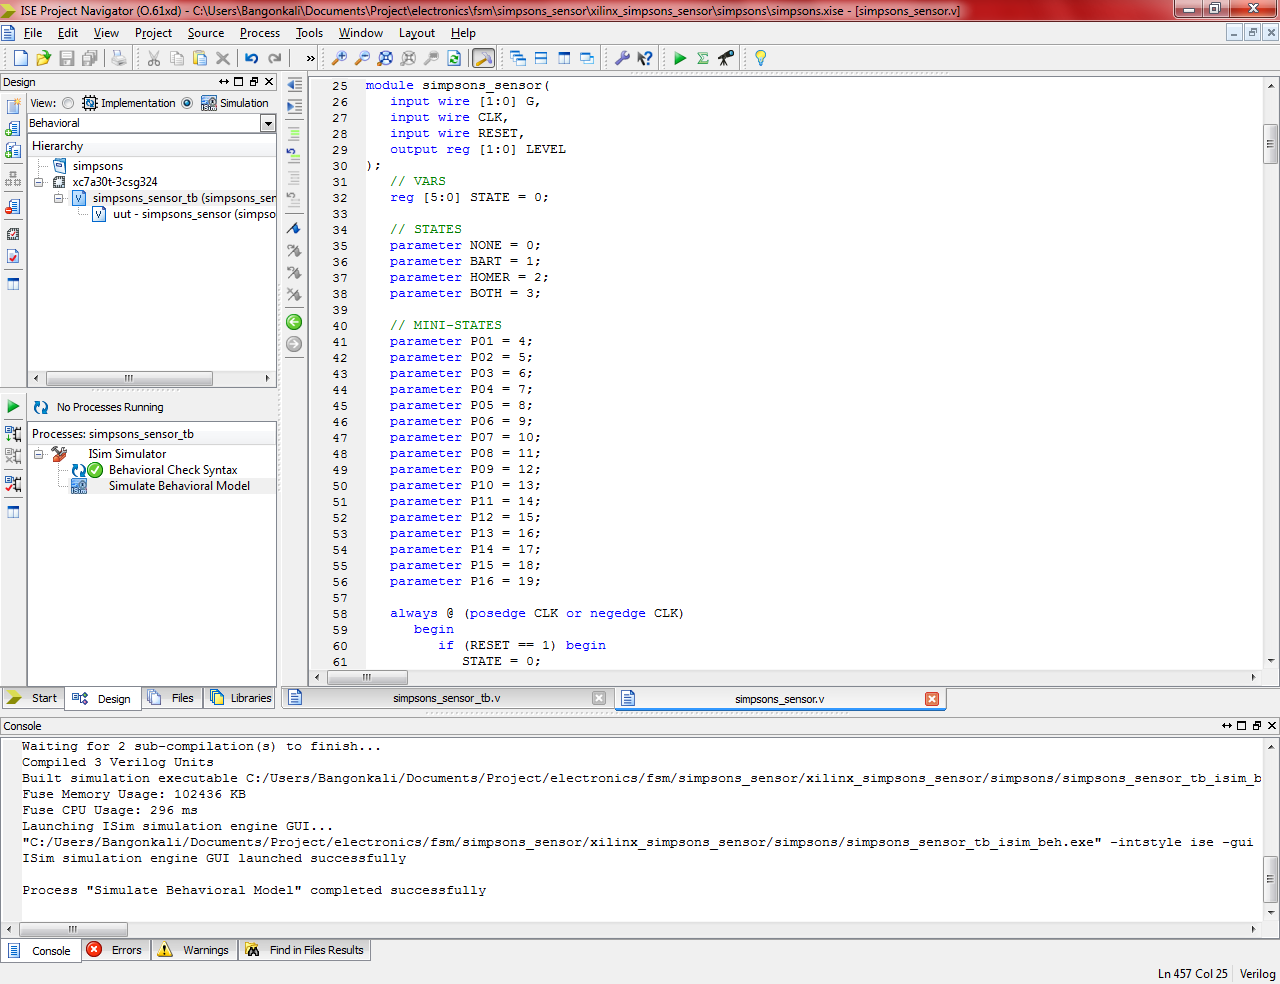 ISE Project Navigator (O.61xd) - C:\Users\Bangonkali\Documents\Project\electronics\fsm\simpsons_sensor\xilinx_simpsons_sensor\simpsons\simpsons.xise - [simpsons_sensor.v]
File Edit View Project Source Process Tools Window Layout Help
»
Design
View: Implementation Simulation
Behavioral
Hierarchy
simpsons
xc7a30t-3csg324
simpsons_sensor_tb (simpsons_sen
uut - simpsons_sensor (simpso
No Processes Running
Processes: simpsons_sensor_tb
ISim Simulator
Behavioral Check Syntax
Simulate Behavioral Model
Start Design Files Libraries
25 module simpsons_sensor(
26 input wire [1:0] G,
27 input wire CLK,
28 input wire RESET,
29 output reg [1:0] LEVEL
30 );
31 // VARS
32 reg [5:0] STATE = 0;
33
34 // STATES
35 parameter NONE = 0;
36 parameter BART = 1;
37 parameter HOMER = 2;
38 parameter BOTH = 3;
39
40 // MINI-STATES
41 parameter P01 = 4;
42 parameter P02 = 5;
43 parameter P03 = 6;
44 parameter P04 = 7;
45 parameter P05 = 8;
46 parameter P06 = 9;
47 parameter P07 = 10;
48 parameter P08 = 11;
49 parameter P09 = 12;
50 parameter P10 = 13;
51 parameter P11 = 14;
52 parameter P12 = 15;
53 parameter P13 = 16;
54 parameter P14 = 17;
55 parameter P15 = 18;
56 parameter P16 = 19;
57
58 always @ (posedge CLK or negedge CLK)
59 begin
60 if (RESET == 1) begin
61 STATE = 0;
simpsons_sensor_tb.v simpsons_sensor.v
Console
Waiting for 2 sub-compilation(s) to finish...
Compiled 3 Verilog Units
Built simulation executable C:/Users/Bangonkali/Documents/Project/electronics/fsm/simpsons_sensor/xilinx_simpsons_sensor/simpsons/simpsons_sensor_tb_isim_b
Fuse Memory Usage: 102436 KB
Fuse CPU Usage: 296 ms
Launching ISim simulation engine GUI...
"C:/Users/Bangonkali/Documents/Project/electronics/fsm/simpsons_sensor/xilinx_simpsons_sensor/simpsons/simpsons_sensor_tb_isim_beh.exe" -intstyle ise -gui
ISim simulation engine GUI launched successfully
Process "Simulate Behavioral Model" completed successfully
Console Errors Warnings Find in Files Results
Ln 457 Col 25 Verilog